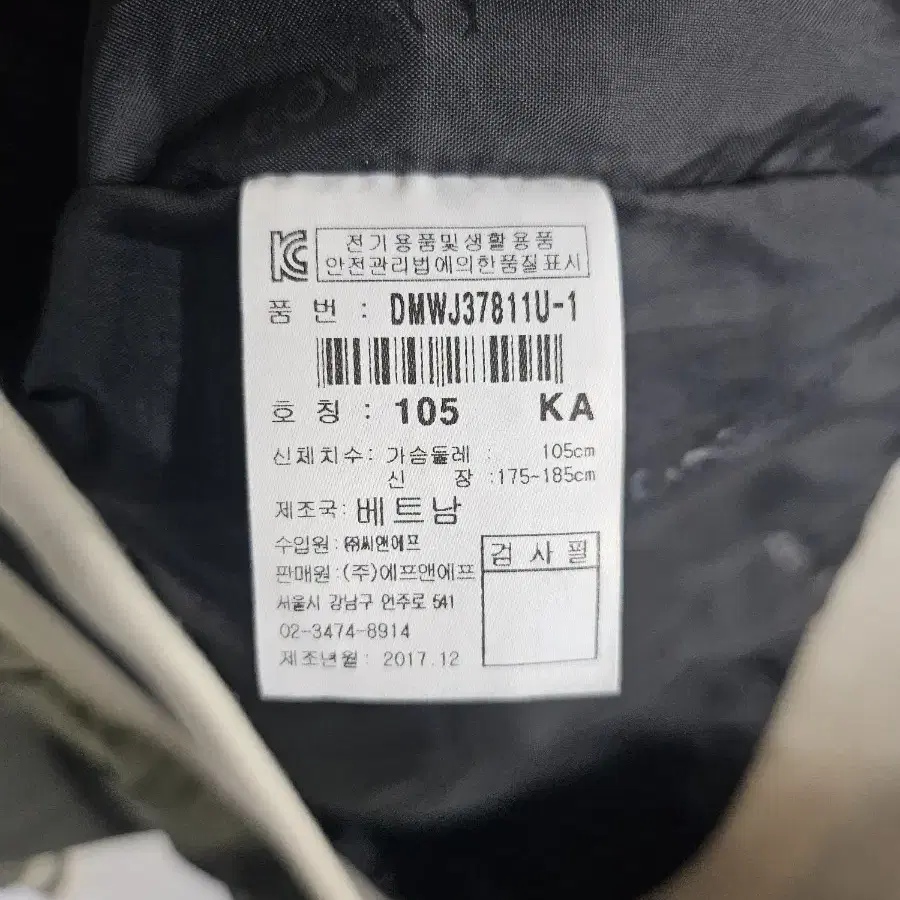 COV
전기용품및생활용품
안전관리법에의한품질표시
품 번 : DMWJ37811U-1
호 칭 : 105 KA
신체치수: 가슴둘레 : 105cm
신 장 :175~185cm
제조국: 베트남
수입원 : ㈜씨앤에프
판매원 :(주)에프앤에프
서울시 강남구 언주로 541
02-3474-8914
제조년월 : 2017.12
검사필